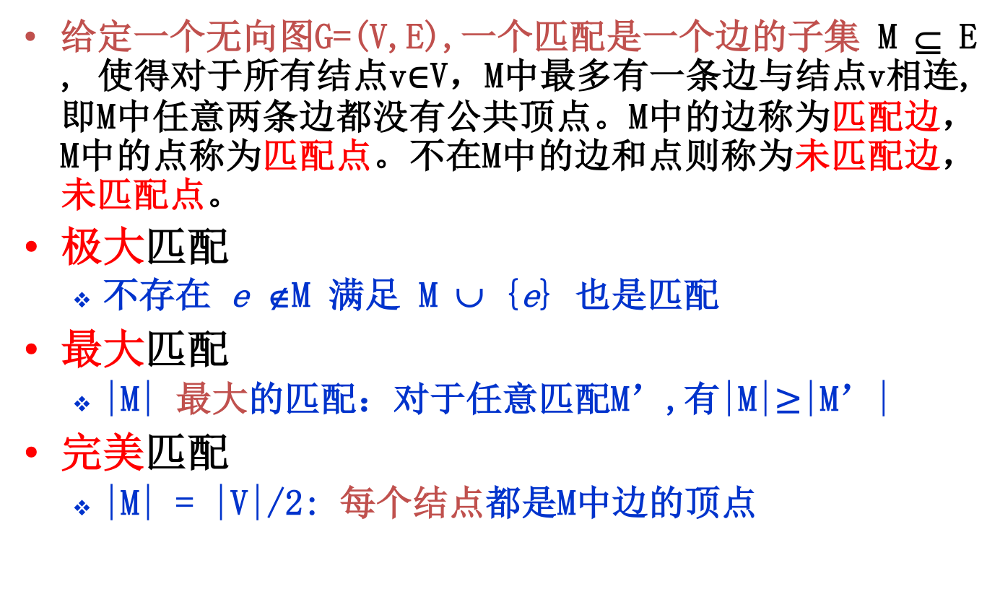 • 给定一个无向图G=(V,E),一个匹配是一个边的子集 M ⊆ E
, 使得对于所有结点v∈V，M中最多有一条边与结点v相连,
即M中任意两条边都没有公共顶点。M中的边称为匹配边，
M中的点称为匹配点。不在M中的边和点则称为未匹配边，
未匹配点。
• 极大匹配
❖ 不存在 e ∉M 满足 M ∪ {e} 也是匹配
• 最大匹配
❖ |M| 最大的匹配：对于任意匹配M’,有|M|≥|M’|
• 完美匹配
❖ |M| = |V|/2: 每个结点都是M中边的顶点